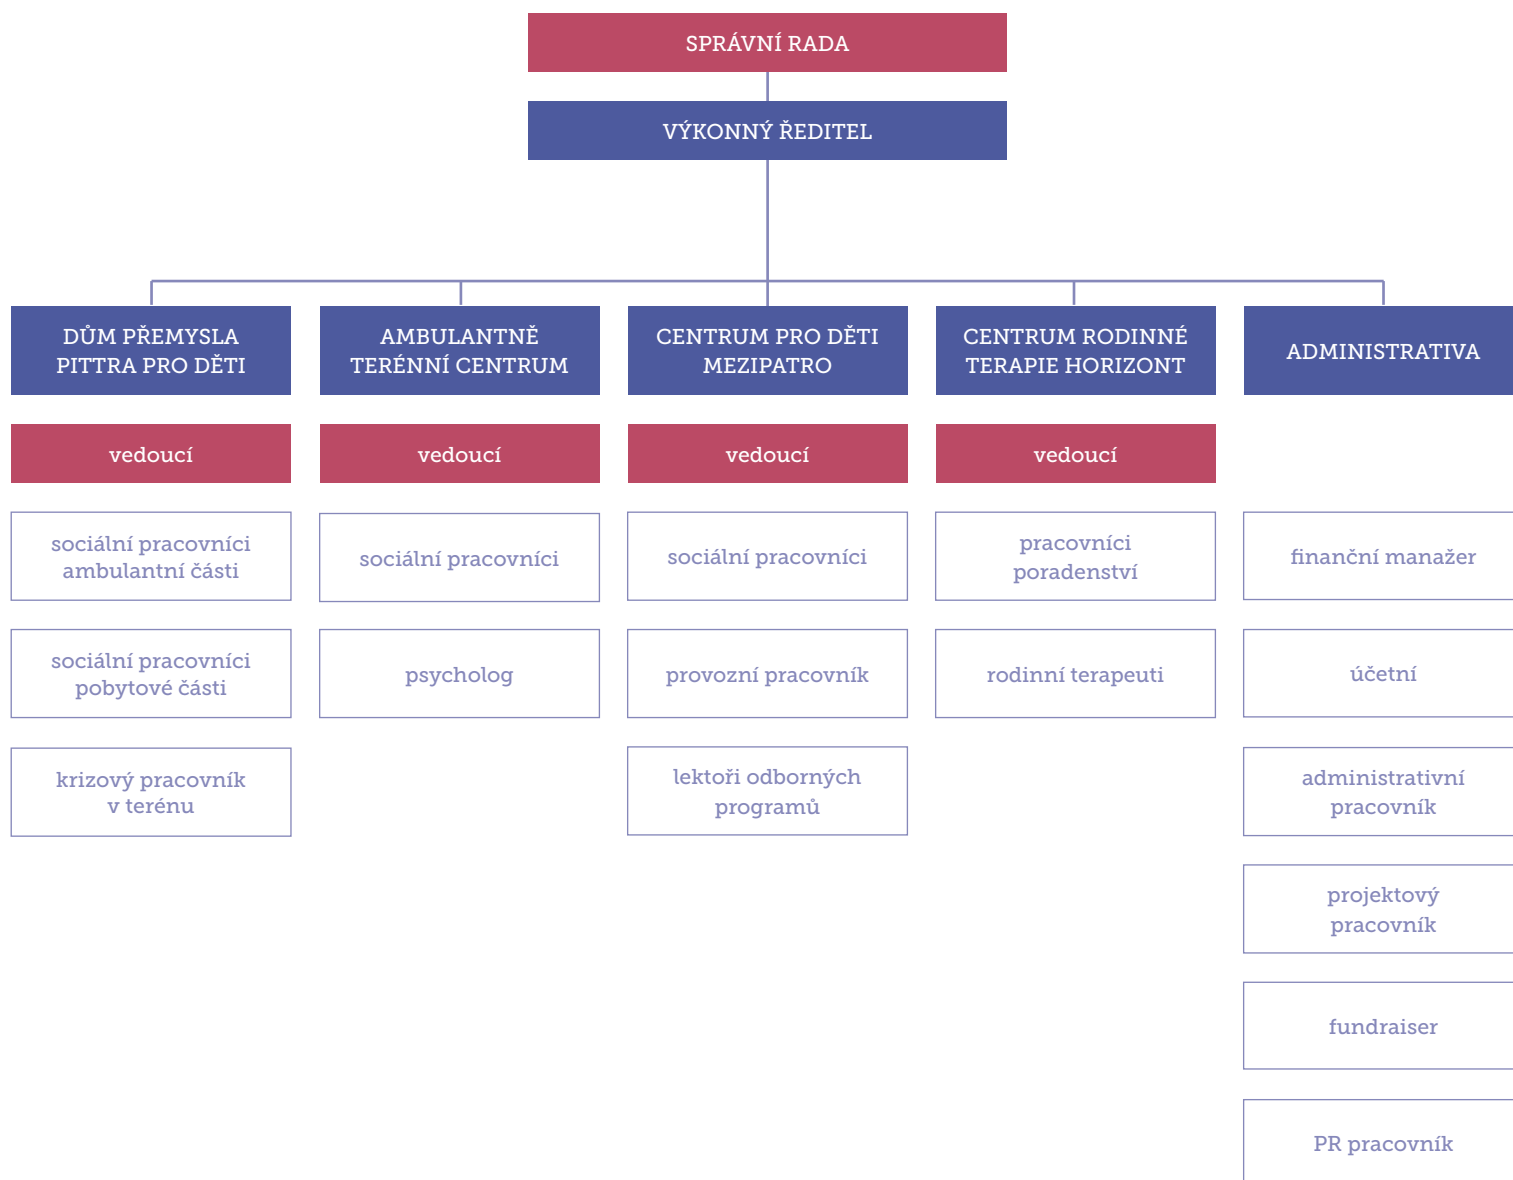 SPRÁVNÍ RADA
VÝKONNÝ ŘEDITEL
DŮM PŘEMYSLA
PITTRA PRO DĚTI
AMBULANTNĚ
TERÉNNÍ CENTRUM
CENTRUM PRO DĚTI
MEZIPATRO
CENTRUM RODINNÉ
TERAPIE HORIZONT
ADMINISTRATIVA
vedoucí
vedoucí
vedoucí
vedoucí
sociální pracovníci
ambulantní části
sociální pracovníci
sociální pracovníci
pracovníci
poradenství
finanční manažer
sociální pracovníci
pobytové části
psycholog
provozní pracovník
rodinní terapeuti
účetní
krizový pracovník
v terénu
lektoři odborných
programů
administrativní
pracovník
projektový
pracovník
fundraiser
PR pracovník